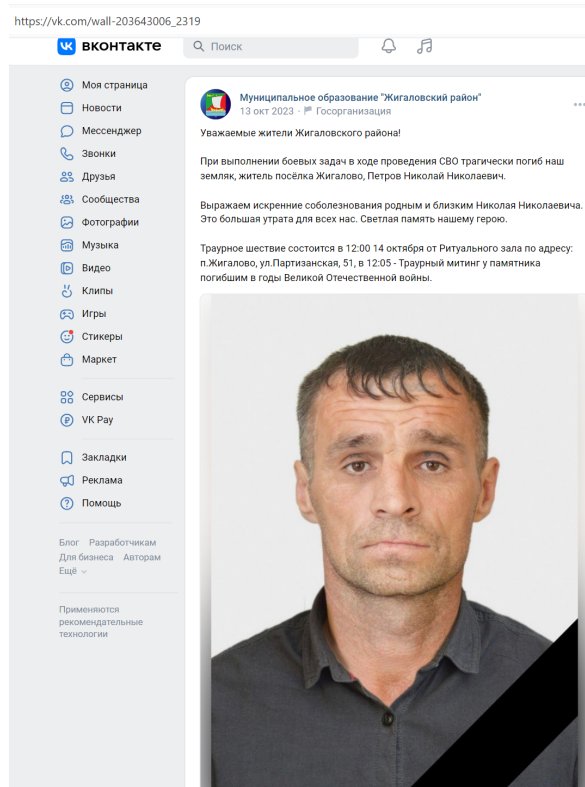 https://vk.com/wall-203643006_2319
вконтакте
Поиск
Моя страница
Новости
Мессенджер
Звонки
Друзья
Сообщества
Фотографии
Музыка
Видео
Клипы
Игры
Стикеры
Маркет
Сервисы
VK Pay
Закладки
Реклама
Помощь
Блог Разработчикам
Для бизнеса Авторам
Ещё
Применяются
рекомендательные
технологии
Муниципальное образование "Жигаловский район"
13 окт 2023 · Госорганизация
Уважаемые жители Жигаловского района!
При выполнении боевых задач в ходе проведения СВО трагически погиб наш
земляк, житель посёлка Жигалово, Петров Николай Николаевич.
Выражаем искренние соболезнования родным и близким Николая Николаевича.
Это большая утрата для всех нас. Светлая память нашему герою.
Траурное шествие состоится в 12:00 14 октября от Ритуального зала по адресу:
п.Жигалово, ул.Партизанская, 51, в 12:05 - Траурный митинг у памятника
погибшим в годы Великой Отечественной войны.